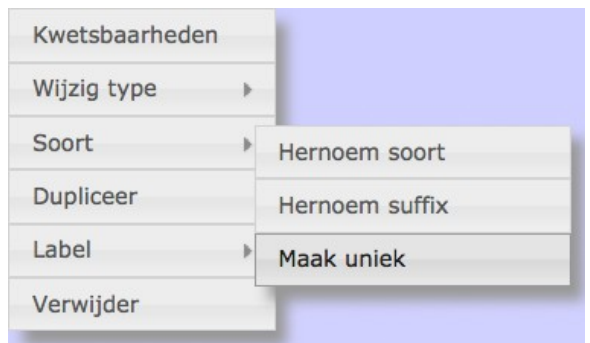 Kwetsbaarheden
Wijzig type
Soort
Dupliceer
Label
Verwijder
Hernoem soort
Hernoem suffix
Maak uniek